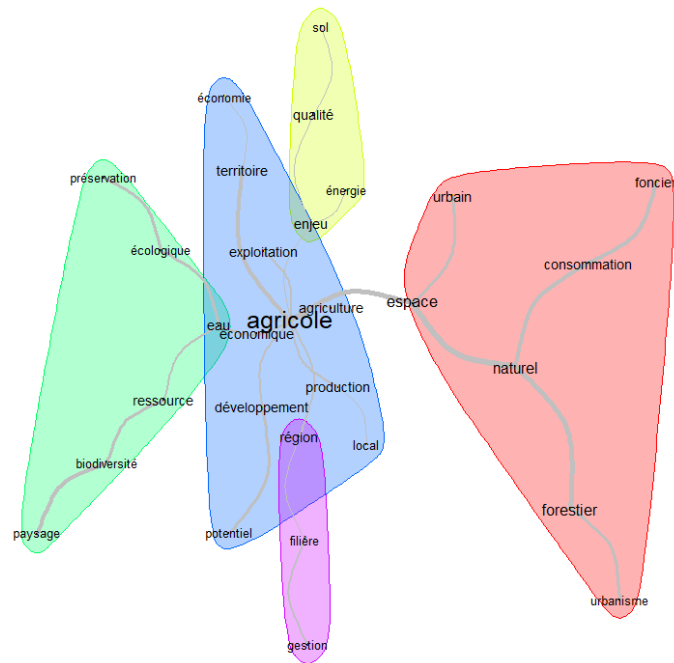 sol
économie
qualité
territoire
préservation
énergie
urbain
foncier
enjeu
écologique
exploitation
consommation
espace
agriculture
agricole
eau
économique
naturel
production
ressource
développement
région
local
biodiversité
forestier
paysage
potentiel
filière
urbanisme
gestion